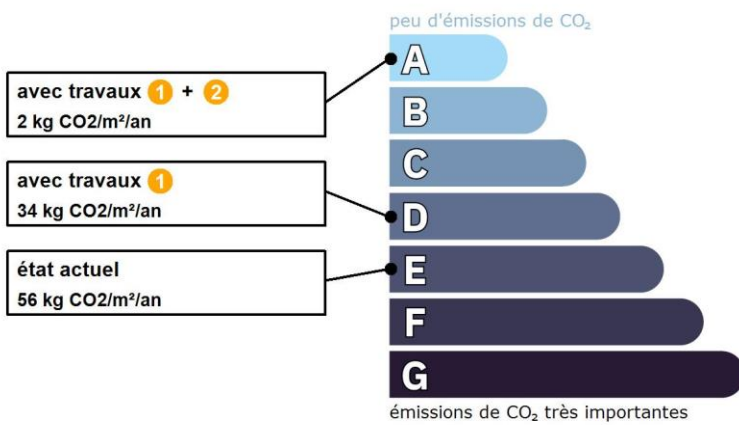 peu d'émissions de CO₂
A
avec travaux 1 + 2
2 kg CO2/m²/an
B
C
avec travaux 1
34 kg CO2/m²/an
D
état actuel
56 kg CO2/m²/an
E
F
G
émissions de CO₂ très importantes